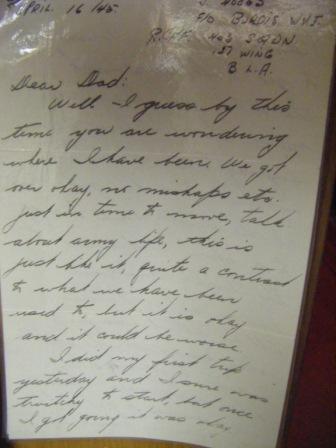 APRIL 16/45
F/O BURDIS W.V.J.
R.C.A.F. 403 SQDN.
127 WING
B L.A.
Dear Dad:
Well - I guess by this
time you are wondering
where I have been. We got
over okay, no mishaps etc.
just in time to move, talk
about army life, this is
just like it, quite a contrast
to what we have been
used to, but it is okay
and it could be worse.
I did my first trip
yesterday and I sure was
twitchy to start, but once
I got going it was okay.